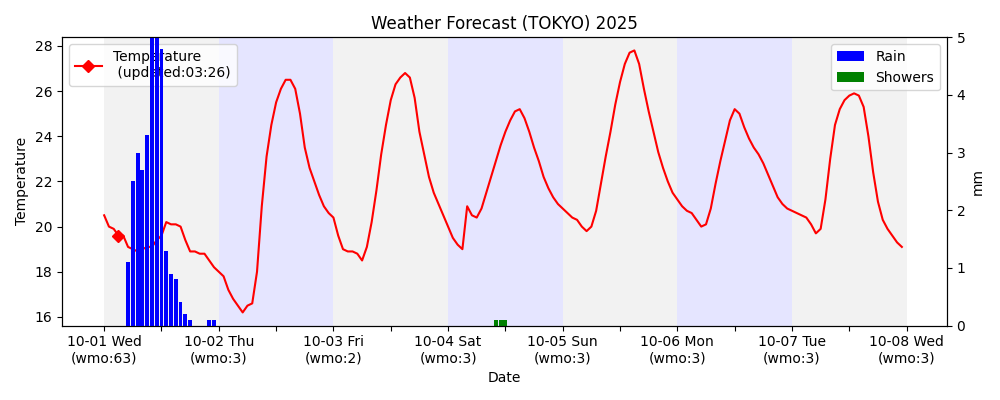 Weather Forecast (TOKYO) 2025
Temperature
(updated:03:26)
Rain
Showers
28
26
24
22
20
18
16
Temperature
5
4
3
2
1
0
mm
10-01 Wed
(wmo:63)
10-02 Thu
(wmo:3)
10-03 Fri
(wmo:2)
10-04 Sat
(wmo:3)
10-05 Sun
(wmo:3)
10-06 Mon
(wmo:3)
10-07 Tue
(wmo:3)
10-08 Wed
(wmo:3)
Date